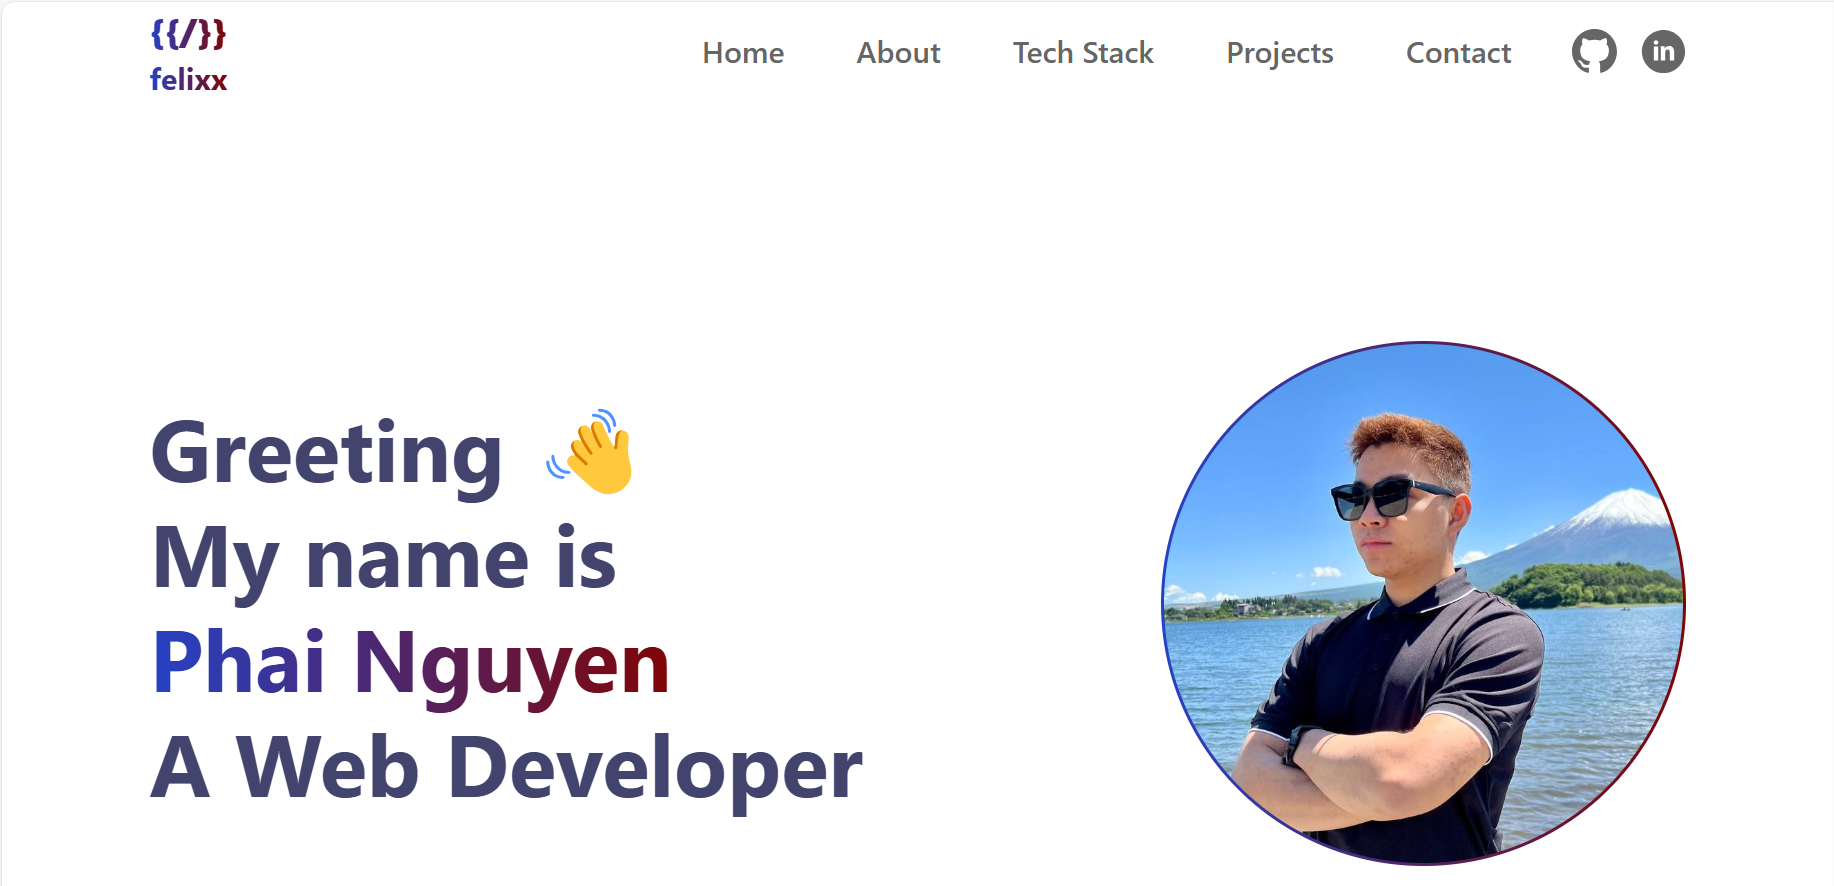 {{/}}
felixx
Home About Tech Stack Projects Contact
in
Greeting 👋
My name is
Phai Nguyen
A Web Developer